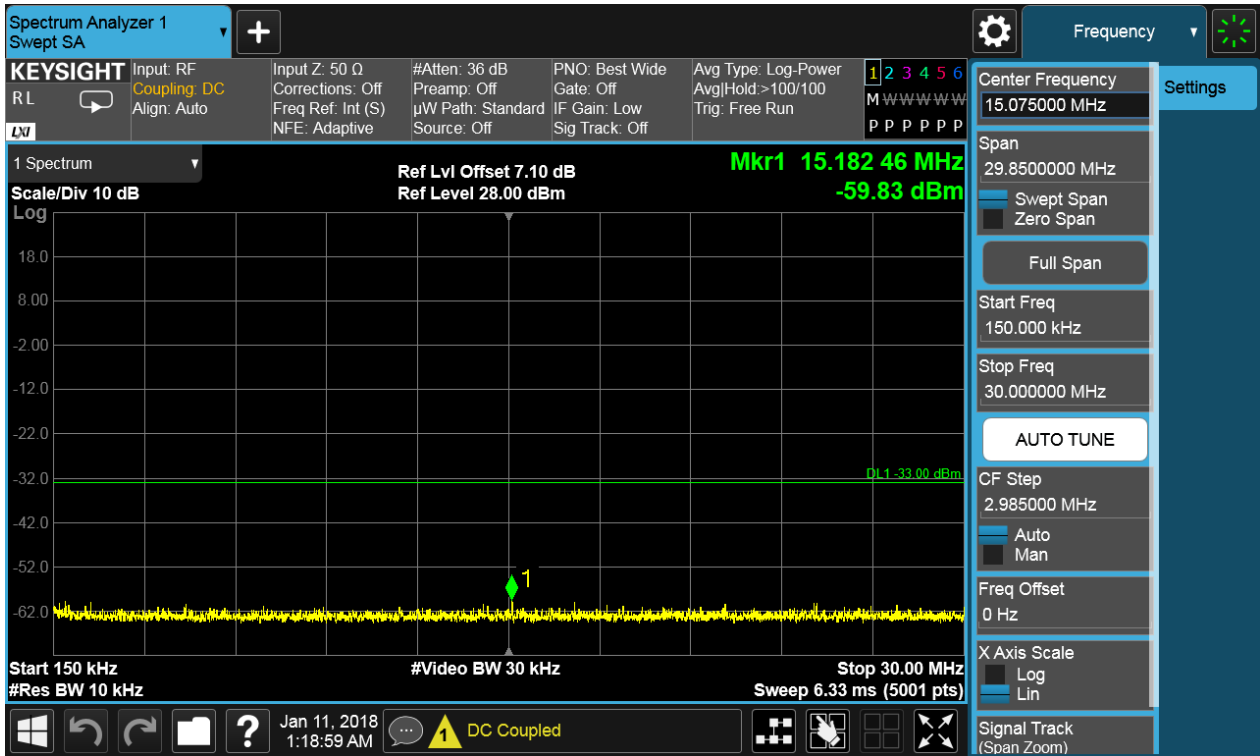 Spectrum Analyzer 1
Swept SA
Frequency
KEYSIGHT
R L
LXI
Input: RF
Coupling: DC
Align: Auto
Input Z: 50 Ω
Corrections: Off
Freq Ref: Int (S)
NFE: Adaptive
#Atten: 36 dB
Preamp: Off
µW Path: Standard
Source: Off
PNO: Best Wide
Gate: Off
IF Gain: Low
Sig Track: Off
Avg Type: Log-Power
Avg|Hold:>100/100
Trig: Free Run
1 2 3 4 5 6
M W W W W W
P P P P P P
1 Spectrum
Scale/Div 10 dB
Log
Ref Lvl Offset 7.10 dB
Ref Level 28.00 dBm
Mkr1 15.182 46 MHz
-59.83 dBm
18.0
8.00
-2.00
-12.0
-22.0
-32.0
-42.0
-52.0
-62.0
DL1 -33.00 dBm
1
Start 150 kHz
#Res BW 10 kHz
#Video BW 30 kHz
Stop 30.00 MHz
Sweep 6.33 ms (5001 pts)
Center Frequency
15.075000 MHz
Span
29.8500000 MHz
Swept Span
Zero Span
Full Span
Start Freq
150.000 kHz
Stop Freq
30.000000 MHz
AUTO TUNE
CF Step
2.985000 MHz
Auto
Man
Freq Offset
0 Hz
X Axis Scale
Log
Lin
Signal Track
(Span Zoom)
Settings
?
Jan 11, 2018
1:18:59 AM
1
DC Coupled